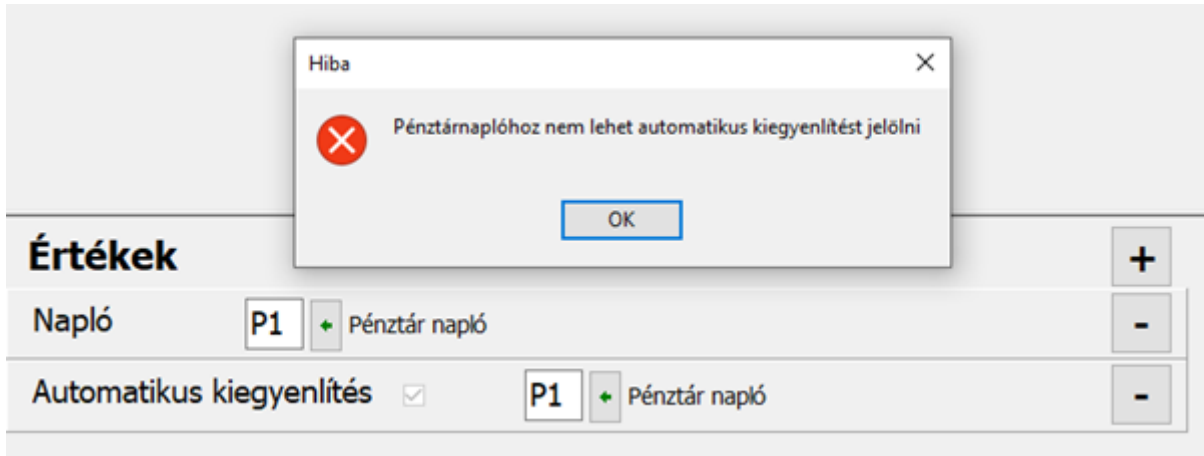 Hiba
Pénztárnaplóhoz nem lehet automatikus kiegyenlítést jelölni
OK
Értékek
+
Napló P1 Pénztár napló -
Automatikus kiegyenlítés P1 Pénztár napló -